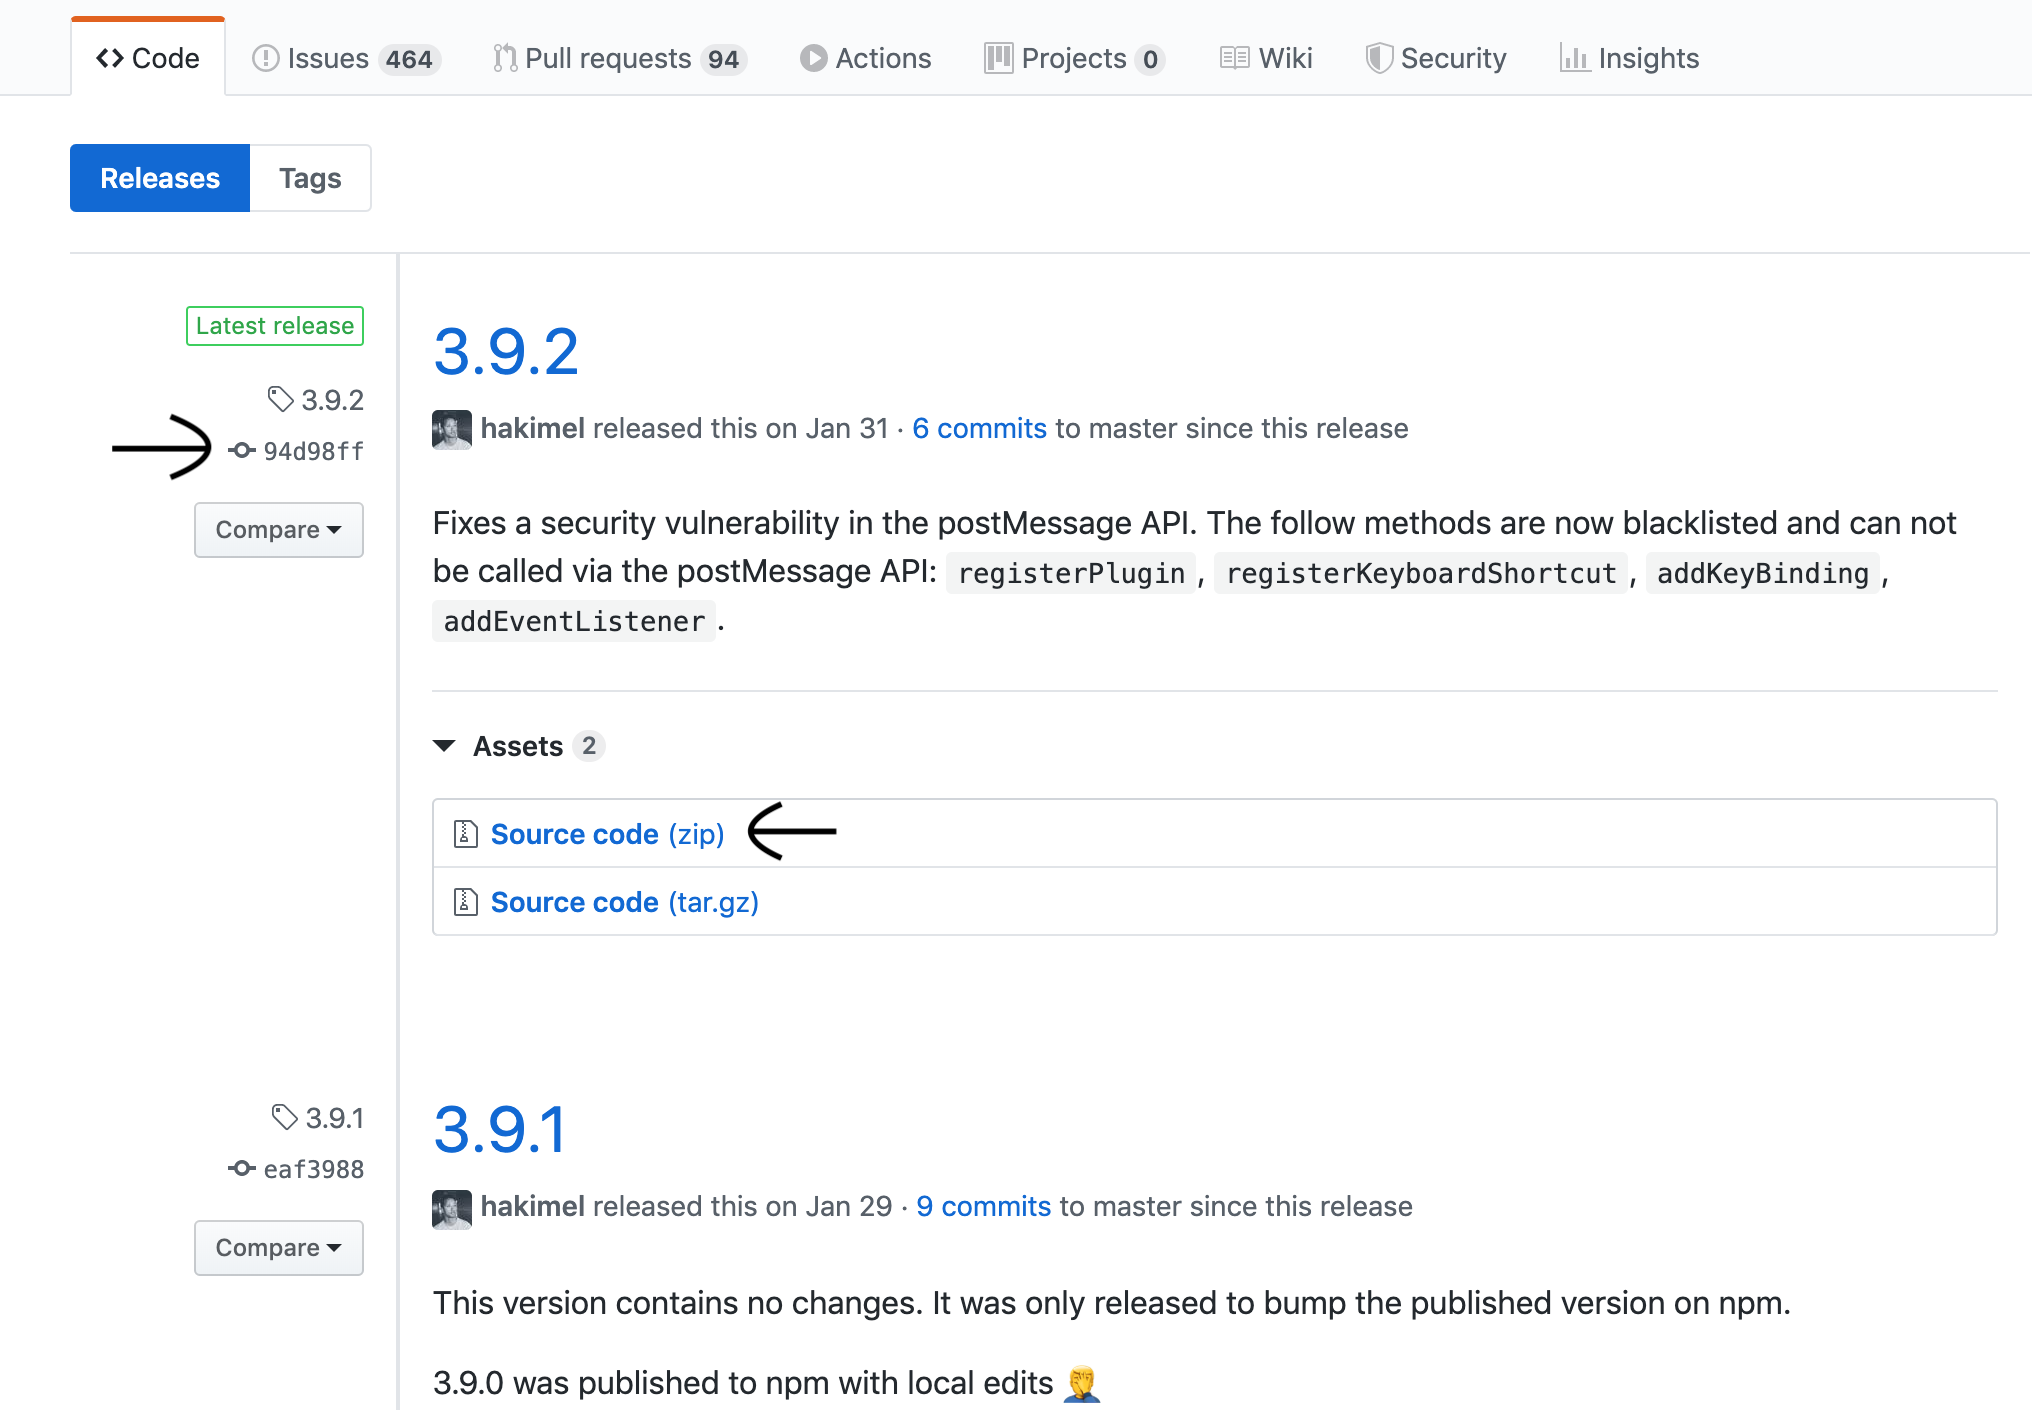 Code Issues 464 Pull requests 94 Actions Projects 0 Wiki Security Insights
Releases Tags
Latest release
3.9.2
94d98ff
Compare
3.9.2
hakimel released this on Jan 31 · 6 commits to master since this release
Fixes a security vulnerability in the postMessage API. The follow methods are now blacklisted and can not
be called via the postMessage API: registerPlugin, registerKeyboardShortcut, addKeyBinding,
addEventListener.
Assets 2
Source code (zip)
Source code (tar.gz)
3.9.1
eaf3988
Compare
3.9.1
hakimel released this on Jan 29 · 9 commits to master since this release
This version contains no changes. It was only released to bump the published version on npm.
3.9.0 was published to npm with local edits 🤦‍♂️